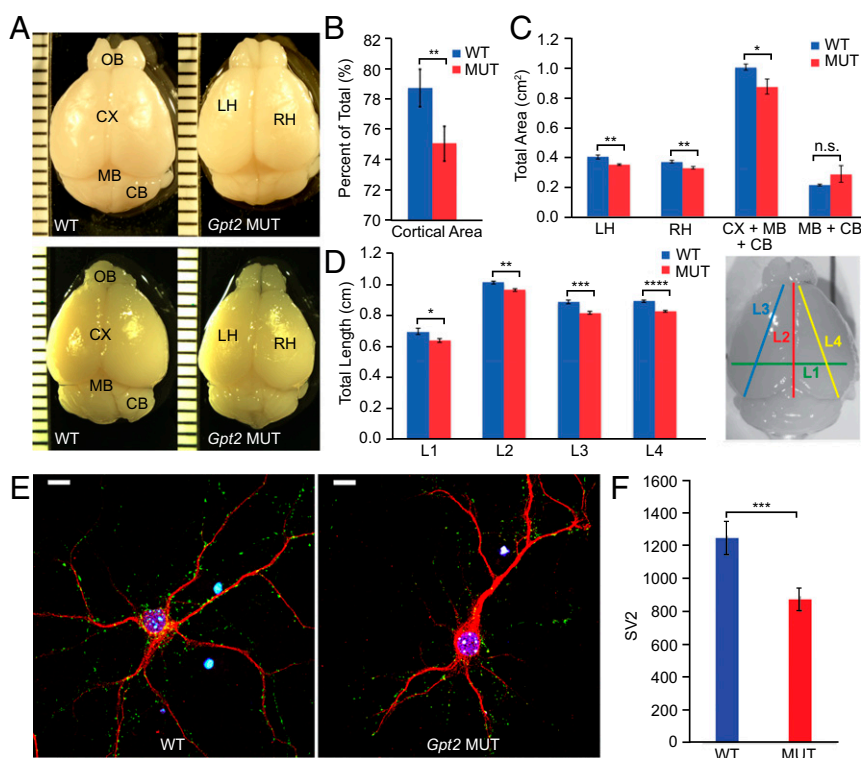 A
OB
CX
MB
CB
WT
LH
RH
Gpt2 MUT
OB
CX
MB
CB
WT
LH
RH
Gpt2 MUT
B
82
80
78
76
74
72
70
Percent of Total (%)
**
WT
MUT
Cortical Area
C
1.2
1.0
0.8
0.6
0.4
0.2
0.0
Total Area (cm²)
**
**
*
n.s.
WT
MUT
LH
RH
CX + MB
+ CB
MB + CB
D
1.2
1.0
0.8
0.6
0.4
0.2
0.0
Total Length (cm)
*
**
***
****
WT
MUT
L1
L2
L3
L4
L3
L2
L4
L1
E
WT
Gpt2 MUT
F
1600
1400
1200
1000
800
600
400
200
0
SV2
***
WT
MUT